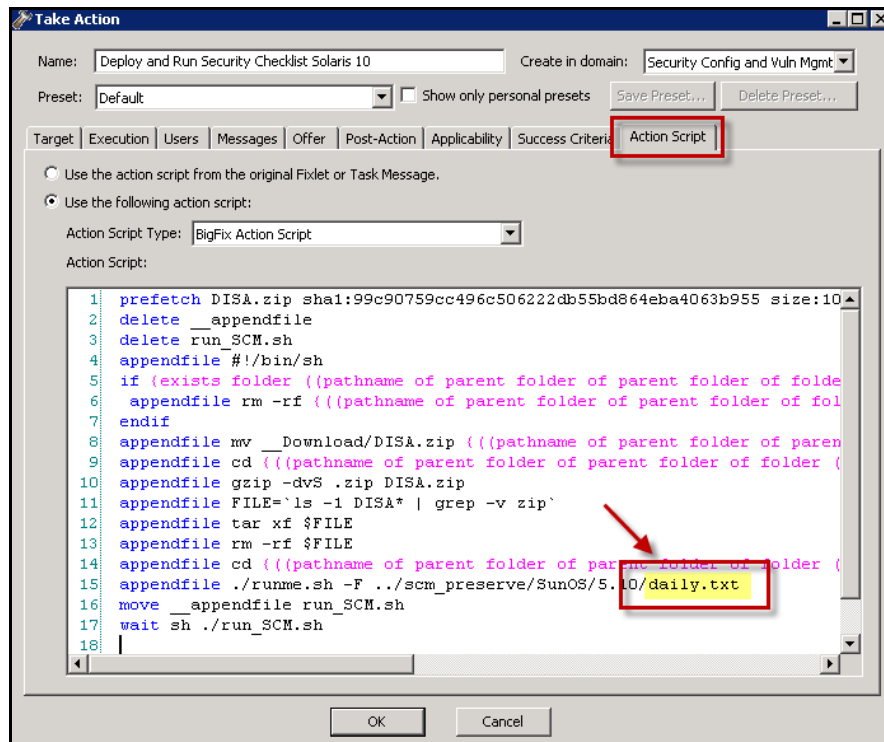 Take Action
Name: Deploy and Run Security Checklist Solaris 10 Create in domain: Security Config and Vuln Mgmt
Preset: Default Show only personal presets Save Preset... Delete Preset...
Target Execution Users Messages Offer Post-Action Applicability Success Criteria Action Script
Use the action script from the original Fixlet or Task Message.
Use the following action script:
Action Script Type: BigFix Action Script
Action Script:
1 prefetch DISA.zip sha1:99c90759cc496c506222db55bd864eba4063b955 size:10
2 delete __appendfile
3 delete run_SCM.sh
4 appendfile #!/bin/sh
5 if {exists folder ((pathname of parent folder of parent folder of folde
6 appendfile rm -rf {((pathname of parent folder of parent folder of fol
7 endif
8 appendfile mv __Download/DISA.zip {((pathname of parent folder of paren
9 appendfile cd {((pathname of parent folder of parent folder of folder (
10 appendfile gzip -dvS .zip DISA.zip
11 appendfile FILE=`ls -1 DISA* | grep -v zip`
12 appendfile tar xf $FILE
13 appendfile rm -rf $FILE
14 appendfile cd {((pathname of parent folder of parent folder of folder (
15 appendfile ./runme.sh -F ../scm_preserve/SunOS/5.10/daily.txt
16 move __appendfile run_SCM.sh
17 wait sh ./run_SCM.sh
18
OK Cancel